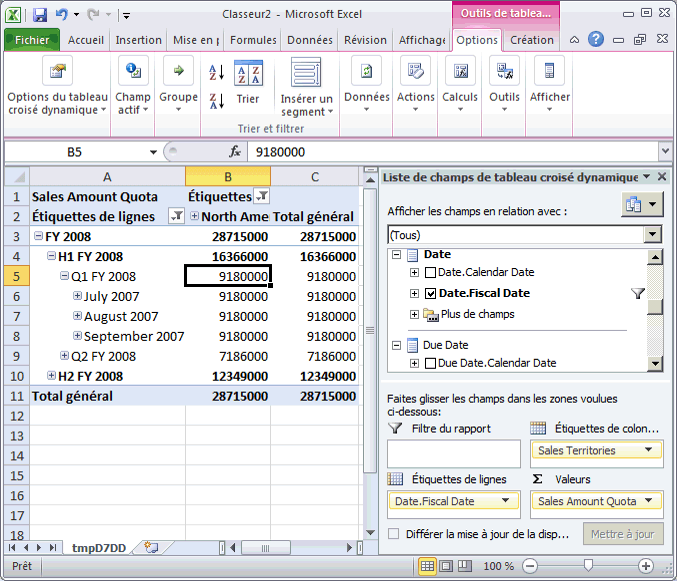 Classeur2 - Microsoft Excel
Outils de tablea...
Fichier Accueil Insertion Mise en p Formules Données Révision Affichage Options Création
Options du tableau croisé dynamique
Champ actif
Groupe
Trier
Insérer un segment
Données
Actions
Calculs
Outils
Afficher
Trier et filtrer
B5 fx 9180000
A B C
1 Sales Amount Quota Étiquettes
2 Étiquettes de lignes North Ame Total général
3 FY 2008 28715000 28715000
4 H1 FY 2008 16366000 16366000
5 Q1 FY 2008 9180000 9180000
6 July 2007 9180000 9180000
7 August 2007 9180000 9180000
8 September 2007 9180000 9180000
9 Q2 FY 2008 7186000 7186000
10 H2 FY 2008 12349000 12349000
11 Total général 28715000 28715000
12
13
14
15
16
17
18
tmpD7DD
Liste de champs de tableau croisé dynamique
Afficher les champs en relation avec :
(Tous)
Date
Date.Calendar Date
Date.Fiscal Date
Plus de champs
Due Date
Due Date.Calendar Date
Faites glisser les champs dans les zones voulues
ci-dessous:
Filtre du rapport
Étiquettes de colon...
Sales Territories
Étiquettes de lignes
Σ Valeurs
Date.Fiscal Date
Sales Amount Quota
Différer la mise à jour de la disp...
Mettre à jour
Prêt
100 %